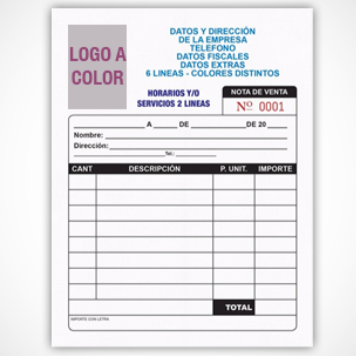 LOGO A
COLOR
DATOS Y DIRECCIÓN
DE LA EMPRESA
TELEFONO
DATOS FISCALES
DATOS EXTRAS
6 LINEAS - COLORES DISTINTOS
HORARIOS Y/O
SERVICIOS 2 LINEAS
NOTA DE VENTA
Nº 0001
A DE DE 20
Nombre:
Dirección:
Tel.:
CANT DESCRIPCIÓN P. UNIT. IMPORTE
TOTAL
IMPORTE CON LETRA